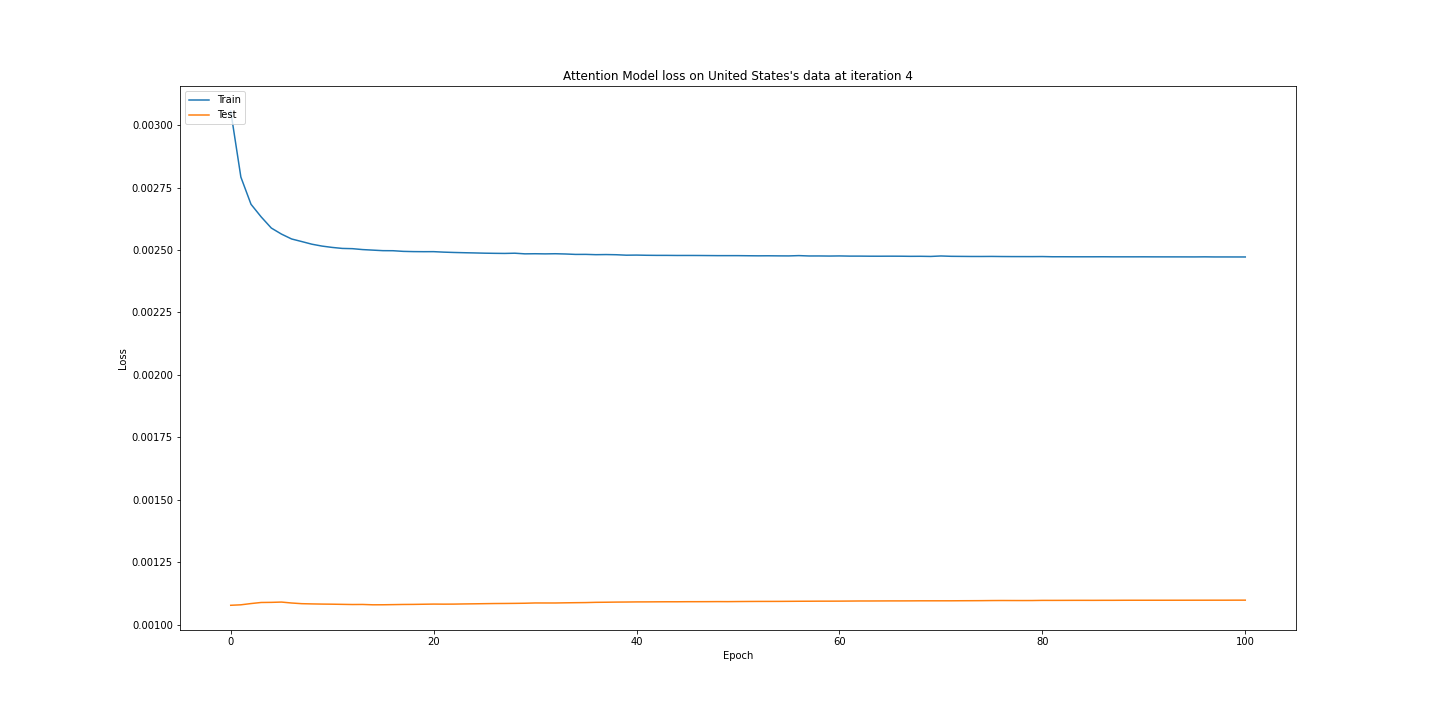 Attention Model loss on United States's data at iteration 4
Train
Test
0.00300
0.00275
0.00250
0.00225
0.00200
0.00175
0.00150
0.00125
0.00100
Loss
0 20 40 60 80 100
Epoch